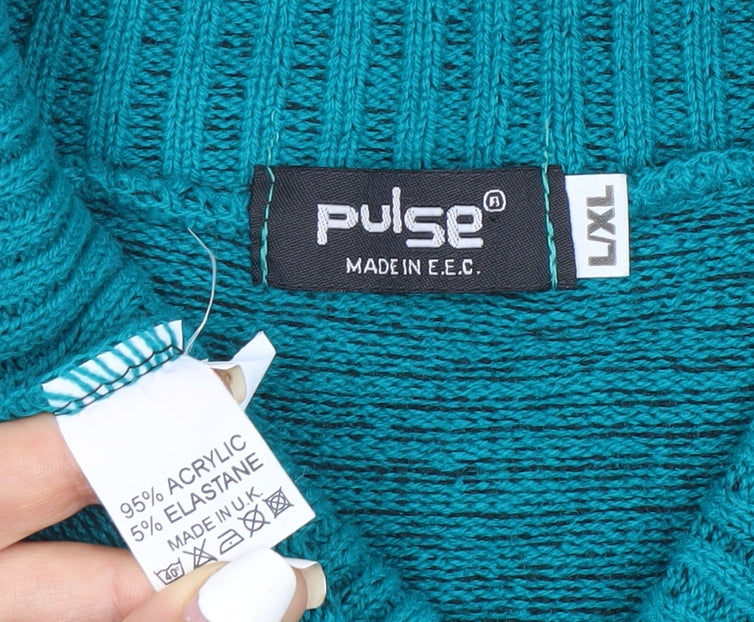 pulse®
MADE IN E.E.C.
L/XL
95% ACRYLIC
5% ELASTANE
MADE IN U.K.
40°